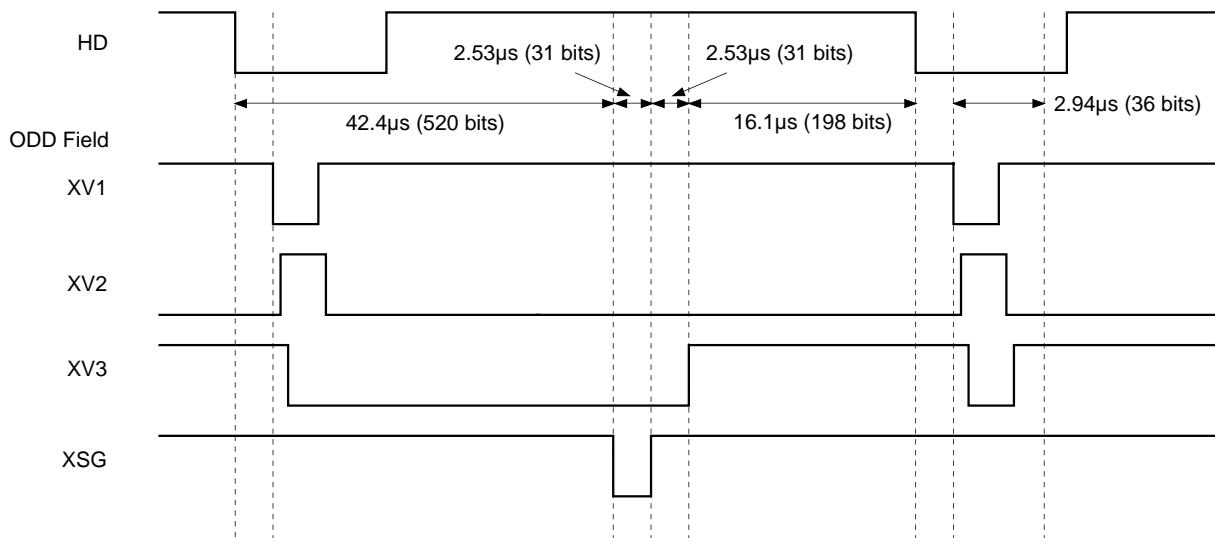 HD
2.53µs (31 bits)
2.53µs (31 bits)
42.4µs (520 bits)
16.1µs (198 bits)
2.94µs (36 bits)
ODD Field
XV1
XV2
XV3
XSG